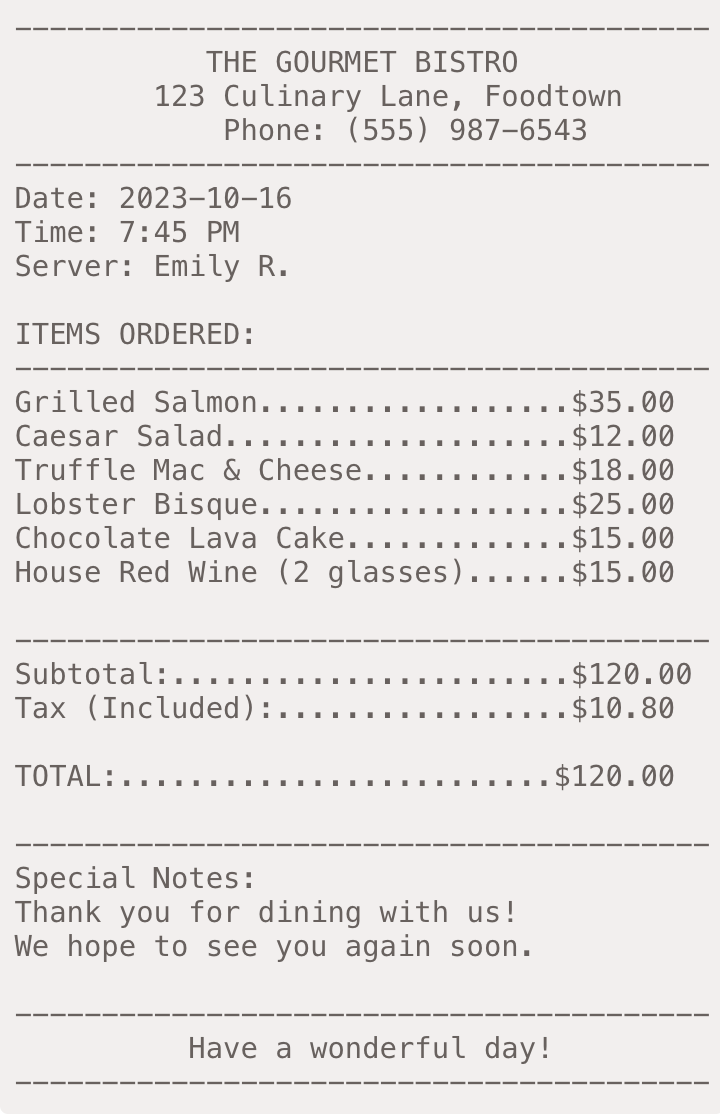 ----------------------------------------
THE GOURMET BISTRO
123 Culinary Lane, Foodtown
Phone: (555) 987-6543
----------------------------------------
Date: 2023-10-16
Time: 7:45 PM
Server: Emily R.
ITEMS ORDERED:
----------------------------------------
Grilled Salmon..................$35.00
Caesar Salad....................$12.00
Truffle Mac & Cheese............$18.00
Lobster Bisque..................$25.00
Chocolate Lava Cake.............$15.00
House Red Wine (2 glasses)......$15.00
----------------------------------------
Subtotal:.......................$120.00
Tax (Included):.................$10.80
TOTAL:.........................$120.00
----------------------------------------
Special Notes:
Thank you for dining with us!
We hope to see you again soon.
----------------------------------------
Have a wonderful day!
----------------------------------------